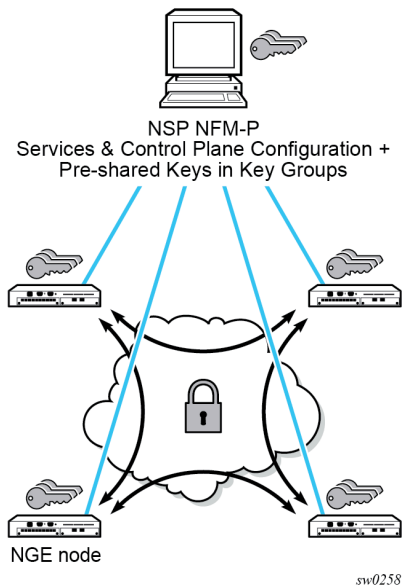 NSP NFM-P
Services & Control Plane Configuration +
Pre-shared Keys in Key Groups
NGE node
sw0258